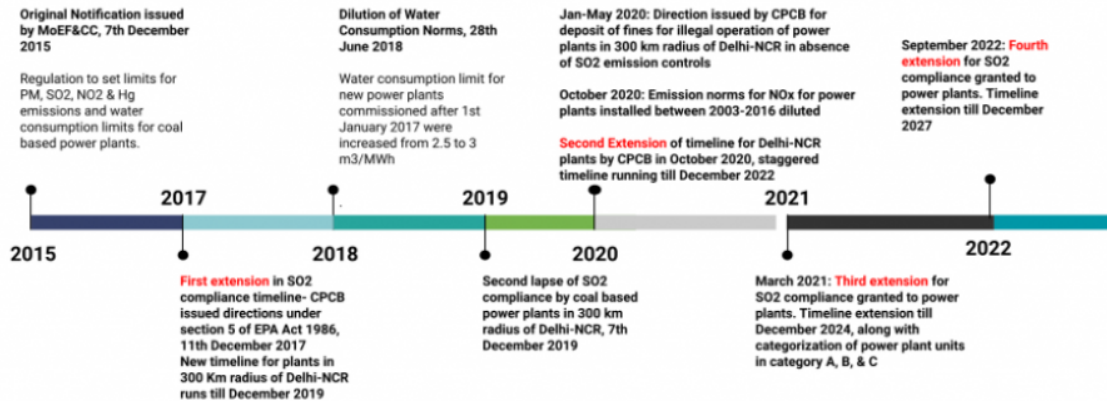 Original Notification issued
by MoEF&CC, 7th December
2015
Regulation to set limits for
PM, SO2, NO2 & Hg
emissions and water
consumption limits for coal
based power plants.
Dilution of Water
Consumption Norms, 28th
June 2018
Water consumption limit for
new power plants
commissioned after 1st
January 2017 were
increased from 2.5 to 3
m3/MWh
Jan-May 2020: Direction issued by CPCB for
deposit of fines for illegal operation of power
plants in 300 km radius of Delhi-NCR in absence
of SO2 emission controls
October 2020: Emission norms for NOx for power
plants installed between 2003-2016 diluted
Second Extension of timeline for Delhi-NCR
plants by CPCB in October 2020, staggered
timeline running till December 2022
September 2022: Fourth
extension for SO2
compliance granted to
power plants. Timeline
extension till December
2027
2017
2019
2021
2015
2018
2020
2022
First extension in SO2
compliance timeline- CPCB
issued directions under
section 5 of EPA Act 1986,
11th December 2017
New timeline for plants in
300 Km radius of Delhi-NCR
runs till December 2019
Second lapse of SO2
compliance by coal based
power plants in 300 km
radius of Delhi-NCR, 7th
December 2019
March 2021: Third extension for
SO2 compliance granted to power
plants. Timeline extension till
December 2024, along with
categorization of power plant units
in category A, B, & C